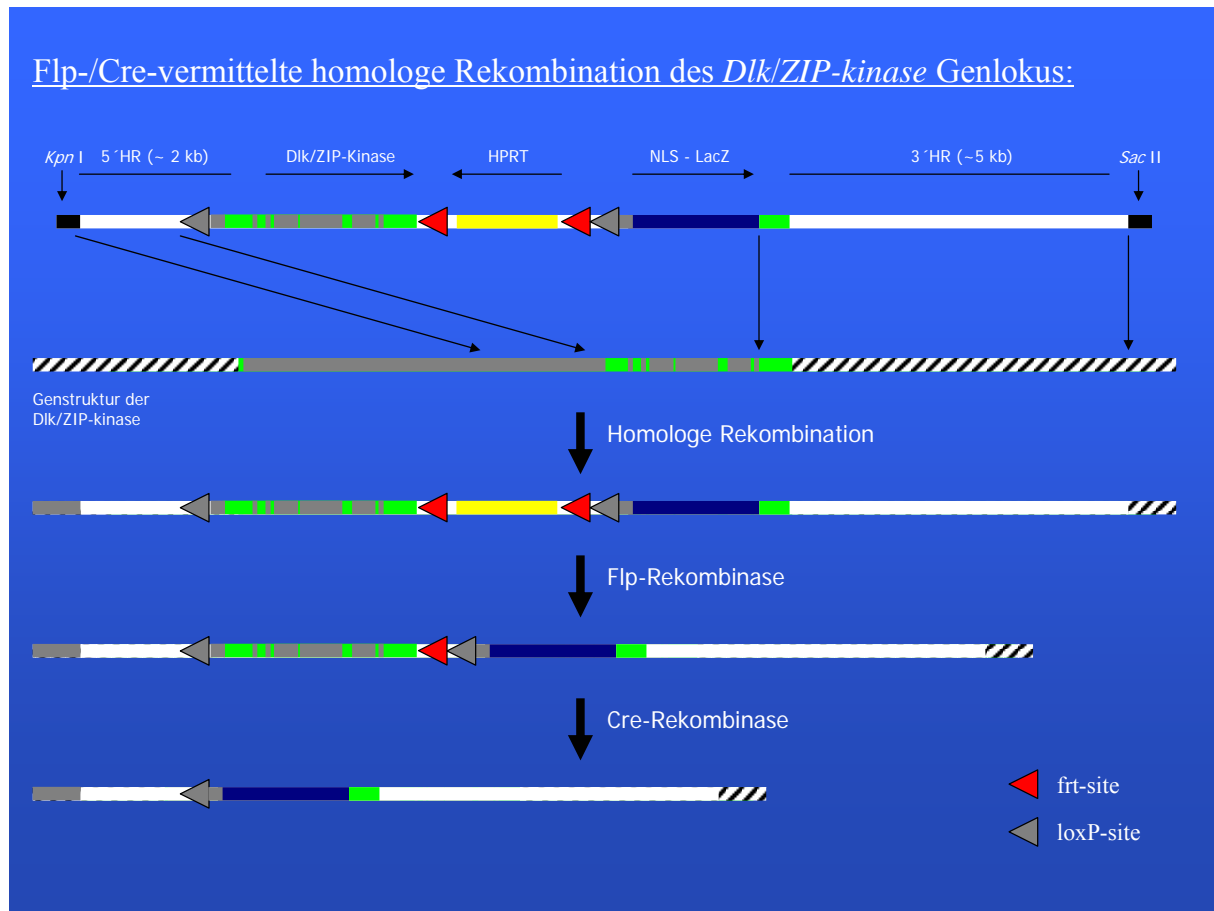 Flp-/Cre-vermittelte homologe Rekombination des Dlk/ZIP-kinase Genlokus:
Kpn I 5´HR (~ 2 kb) Dlk/ZIP-Kinase HPRT NLS - LacZ 3´HR (~5 kb) Sac II
Genstruktur der
Dlk/ZIP-kinase
Homologe Rekombination
Flp-Rekombinase
Cre-Rekombinase
frt-site
loxP-site